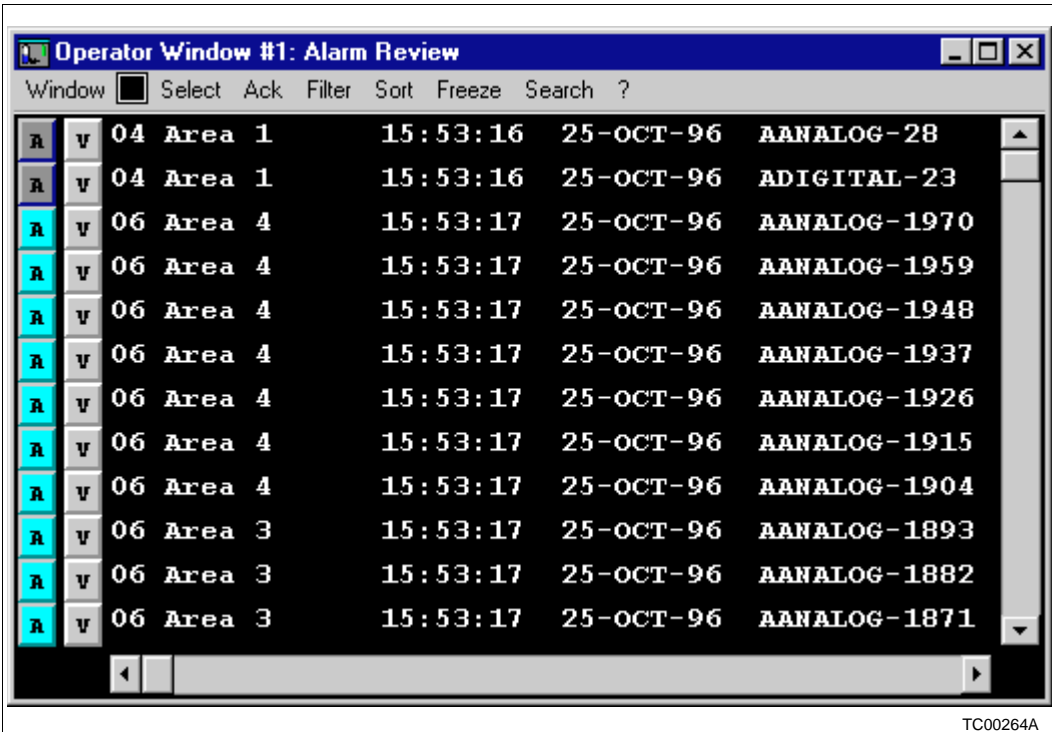 Operator Window #1: Alarm Review
Window Select Ack Filter Sort Freeze Search ?
A V 04 Area 1 15:53:16 25-OCT-96 AANALOG-28
A V 04 Area 1 15:53:16 25-OCT-96 ADIGITAL-23
A V 06 Area 4 15:53:17 25-OCT-96 AANALOG-1970
A V 06 Area 4 15:53:17 25-OCT-96 AANALOG-1959
A V 06 Area 4 15:53:17 25-OCT-96 AANALOG-1948
A V 06 Area 4 15:53:17 25-OCT-96 AANALOG-1937
A V 06 Area 4 15:53:17 25-OCT-96 AANALOG-1926
A V 06 Area 4 15:53:17 25-OCT-96 AANALOG-1915
A V 06 Area 4 15:53:17 25-OCT-96 AANALOG-1904
A V 06 Area 3 15:53:17 25-OCT-96 AANALOG-1893
A V 06 Area 3 15:53:17 25-OCT-96 AANALOG-1882
A V 06 Area 3 15:53:17 25-OCT-96 AANALOG-1871
TC00264A